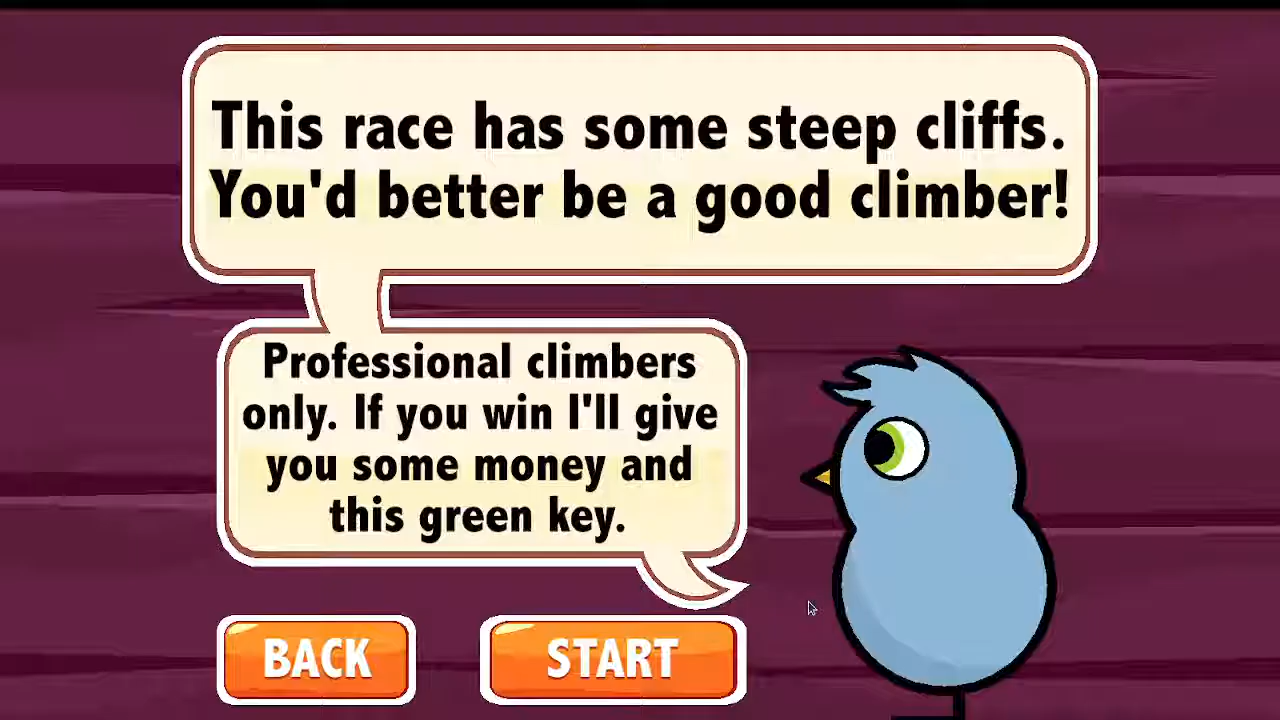 This race has some steep cliffs.
You'd better be a good climber!
Professional climbers
only. If you win I'll give
you some money and
this green key.
BACK
START